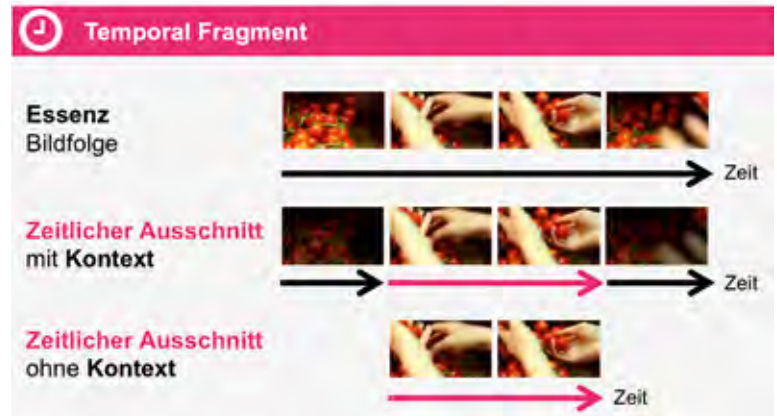 Temporal Fragment
Essenz
Bildfolge
Zeit
Zeitlicher Ausschnitt
mit Kontext
Zeit
Zeitlicher Ausschnitt
ohne Kontext
Zeit